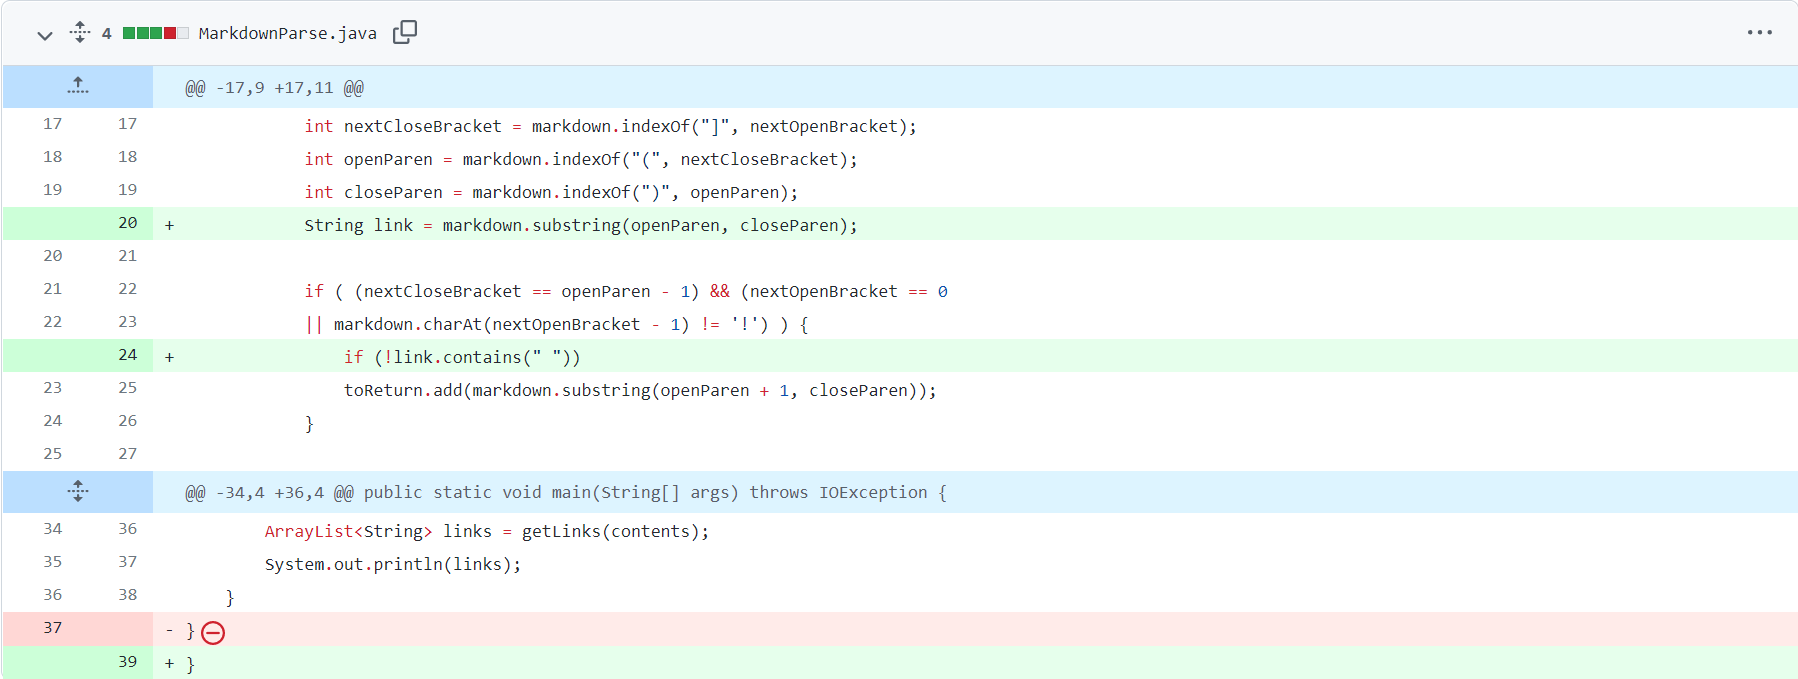 4 MarkdownParse.java
@@ -17,9 +17,11 @@
17 17 int nextCloseBracket = markdown.indexOf("]", nextOpenBracket);
18 18 int openParen = markdown.indexOf("(", nextCloseBracket);
19 19 int closeParen = markdown.indexOf(")", openParen);
20 + String link = markdown.substring(openParen, closeParen);
20 21
21 22 if ( (nextCloseBracket == openParen - 1) && (nextOpenBracket == 0
22 23 || markdown.charAt(nextOpenBracket - 1) != '!') ) {
24 + if (!link.contains(" "))
23 25 toReturn.add(markdown.substring(openParen + 1, closeParen));
24 26 }
25 27
@@ -34,4 +36,4 @@ public static void main(String[] args) throws IOException {
34 36 ArrayList<String> links = getLinks(contents);
35 37 System.out.println(links);
36 38 }
37 - }
39 + }